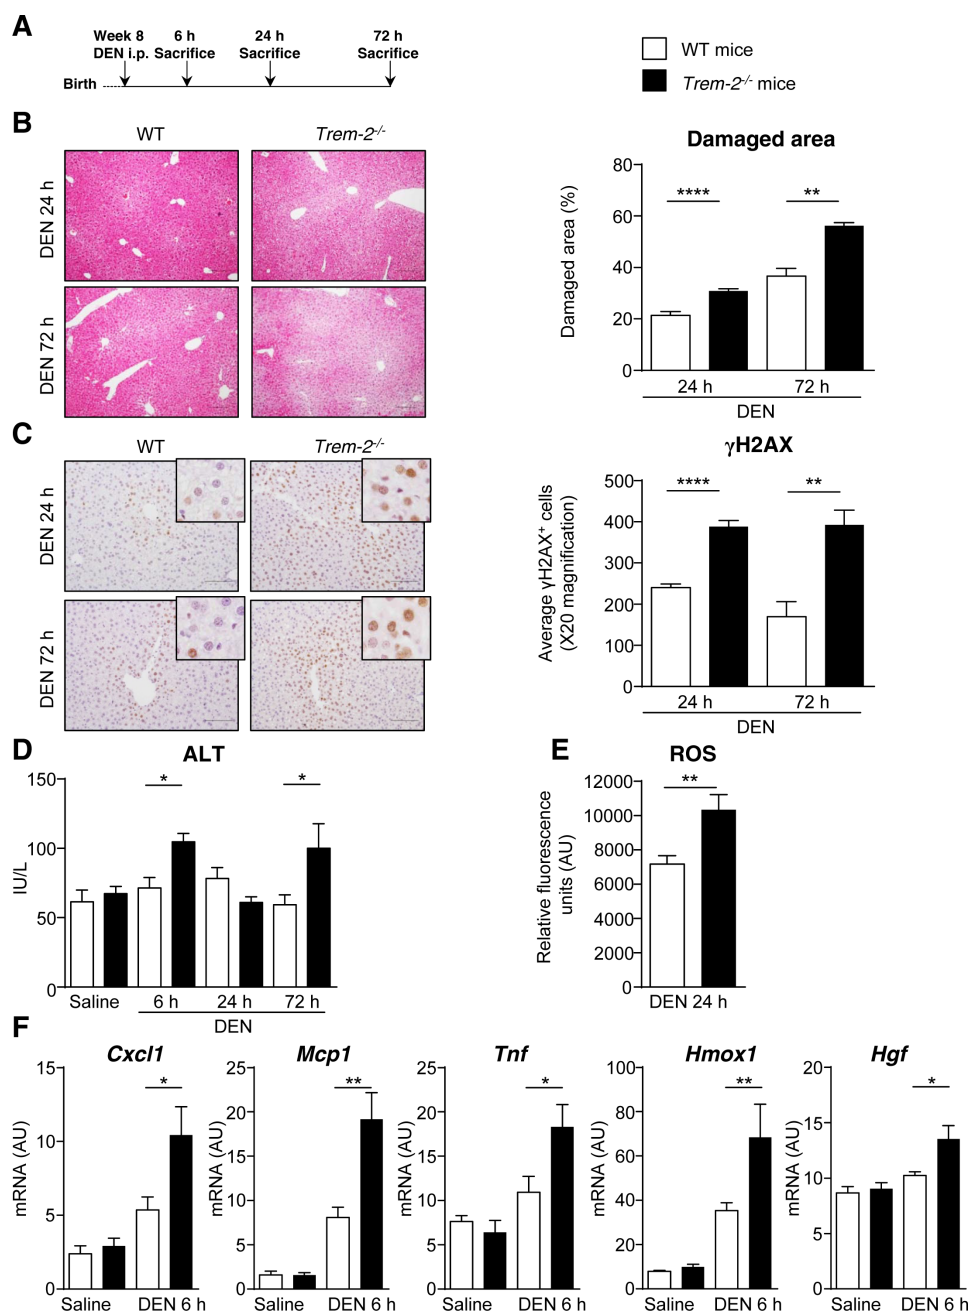 A
Week 8 6 h 24 h 72 h
DEN i.p. Sacrifice Sacrifice Sacrifice
Birth
WT mice
Trem-2-/- mice
B
WT Trem-2-/-
DEN 24 h
DEN 72 h
Damaged area
Damaged area (%)
80
60
40
20
0
**** **
24 h 72 h
DEN
C
WT Trem-2-/-
DEN 24 h
DEN 72 h
γH2AX
Average γH2AX+ cells
(X20 magnification)
500
400
300
200
100
0
**** **
24 h 72 h
DEN
D
ALT
IU/L
150
100
50
0
* *
Saline 6 h 24 h 72 h
DEN
E
ROS
Relative fluorescence
units (AU)
12000
10000
8000
6000
4000
2000
0
**
DEN 24 h
F
Cxcl1
mRNA (AU)
15
10
5
0
*
Saline DEN 6 h
Mcp1
mRNA (AU)
25
20
15
10
5
0
**
Saline DEN 6 h
Tnf
mRNA (AU)
25
20
15
10
5
0
*
Saline DEN 6 h
Hmox1
mRNA (AU)
100
80
60
40
20
0
**
Saline DEN 6 h
Hgf
mRNA (AU)
20
15
10
5
0
*
Saline DEN 6 h